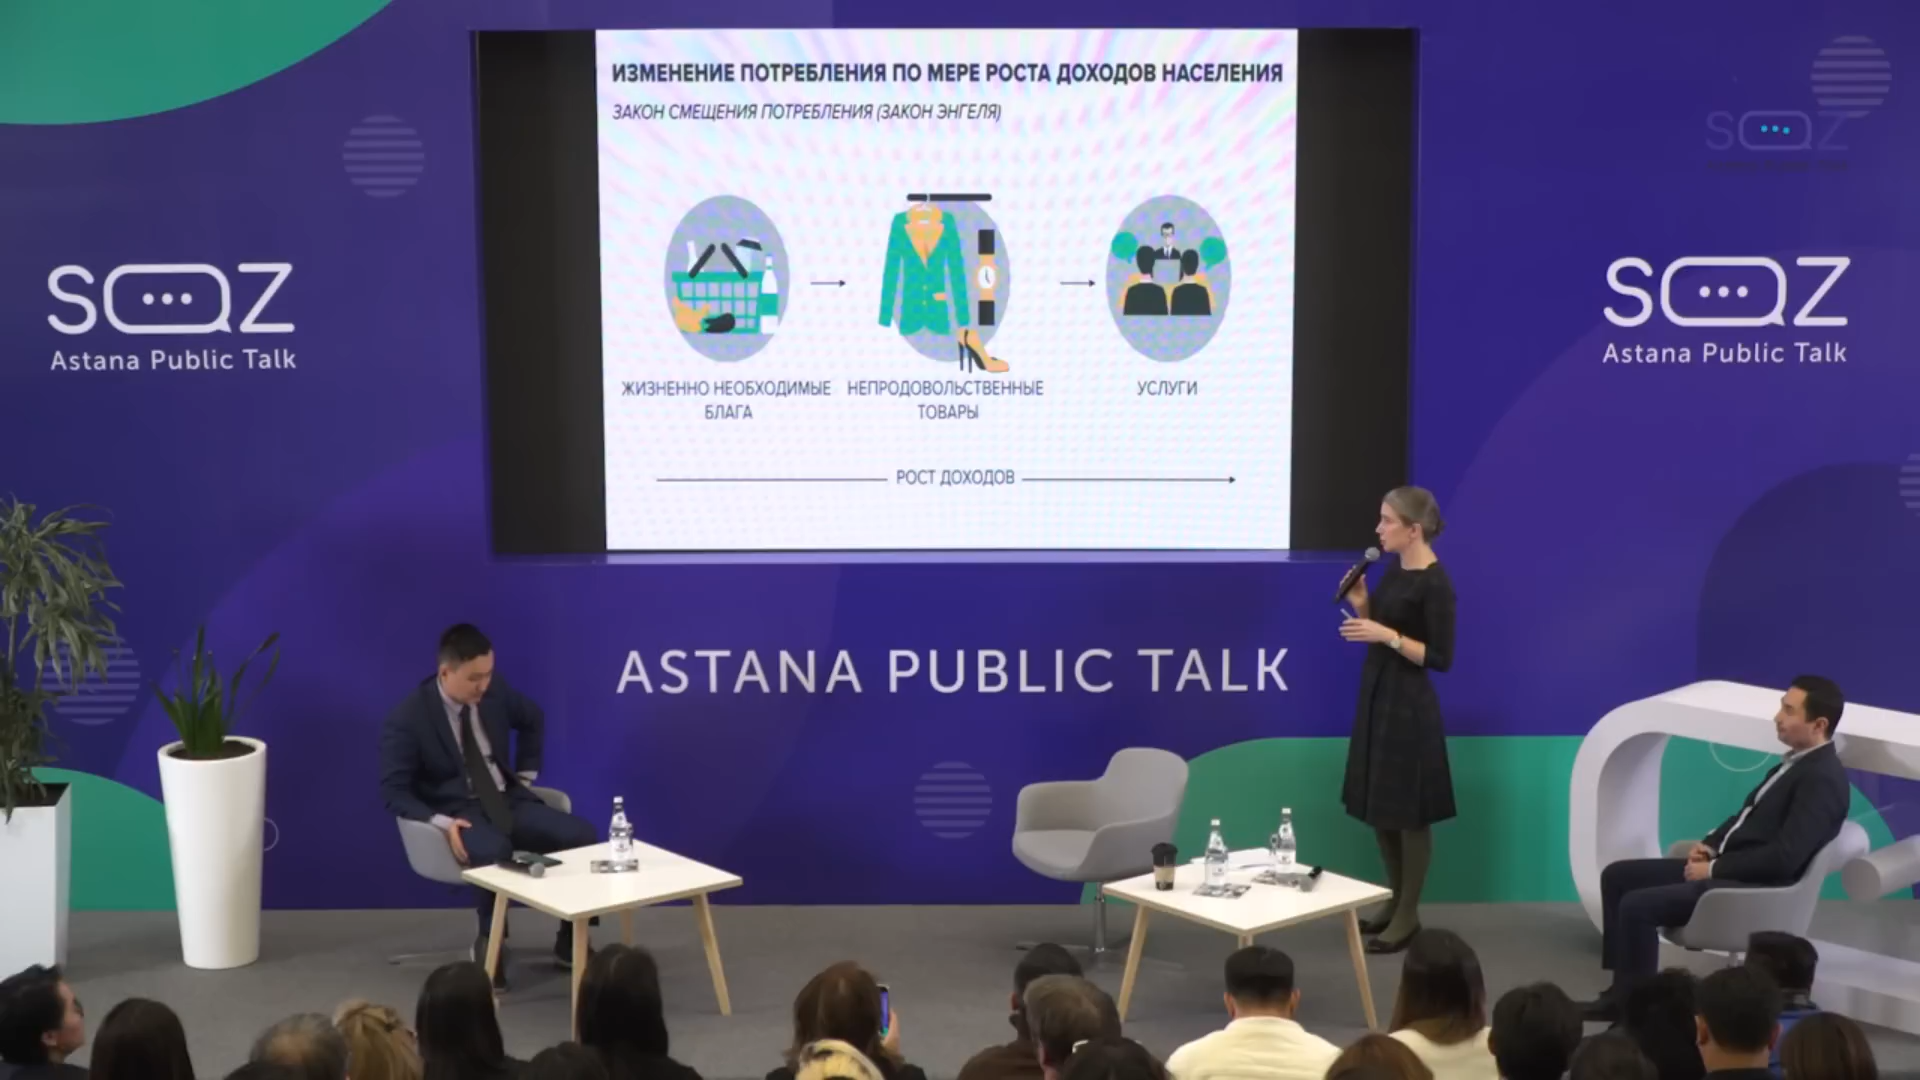 ИЗМЕНЕНИЕ ПОТРЕБЛЕНИЯ ПО МЕРЕ РОСТА ДОХОДОВ НАСЕЛЕНИЯ
ЗАКОН СМЕЩЕНИЯ ПОТРЕБЛЕНИЯ (ЗАКОН ЭНГЕЛЯ)
ЖИЗНЕННО НЕОБХОДИМЫЕ
БЛАГА
НЕПРОДОВОЛЬСТВЕННЫЕ
ТОВАРЫ
УСЛУГИ
РОСТ ДОХОДОВ
SOZ
SOZ
Astana Public Talk
SOZ
Astana Public Talk
ASTANA PUBLIC TALK